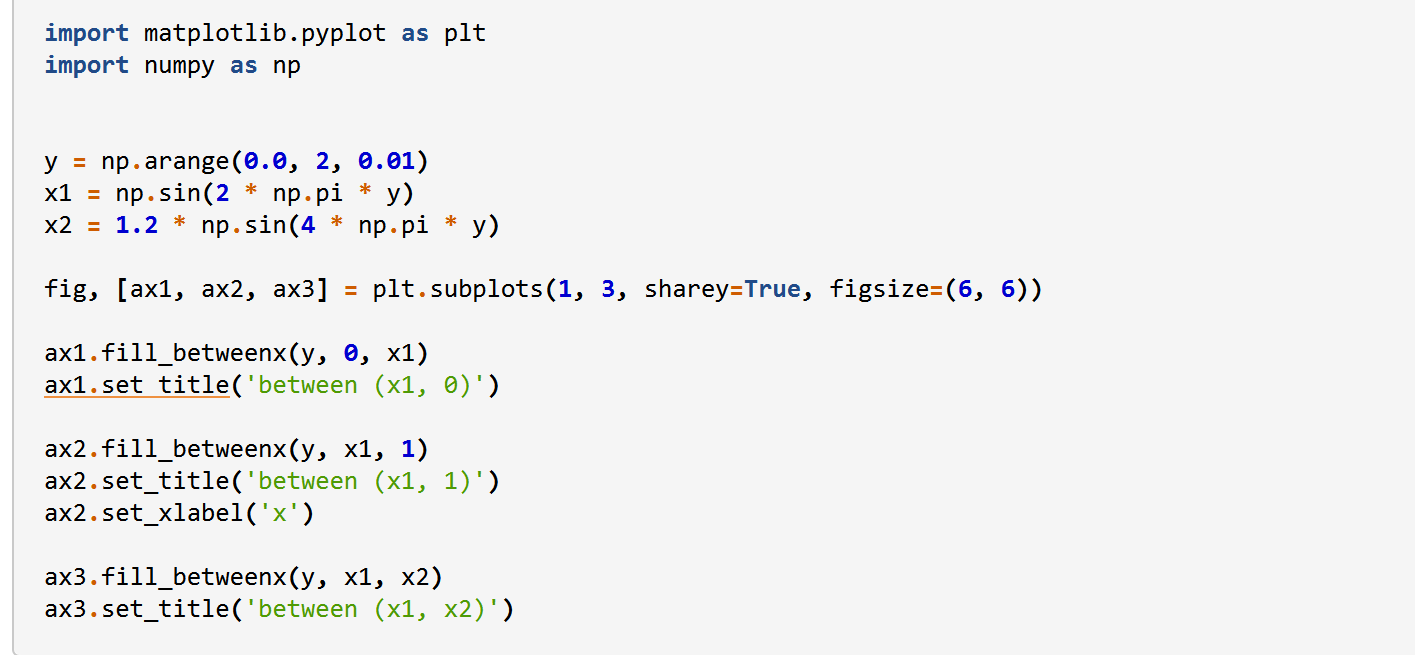 import matplotlib.pyplot as plt
import numpy as np
y = np.arange(0.0, 2, 0.01)
x1 = np.sin(2 * np.pi * y)
x2 = 1.2 * np.sin(4 * np.pi * y)
fig, [ax1, ax2, ax3] = plt.subplots(1, 3, sharey=True, figsize=(6, 6))
ax1.fill_betweenx(y, 0, x1)
ax1.set_title('between (x1, 0)')
ax2.fill_betweenx(y, x1, 1)
ax2.set_title('between (x1, 1)')
ax2.set_xlabel('x')
ax3.fill_betweenx(y, x1, x2)
ax3.set_title('between (x1, x2)')